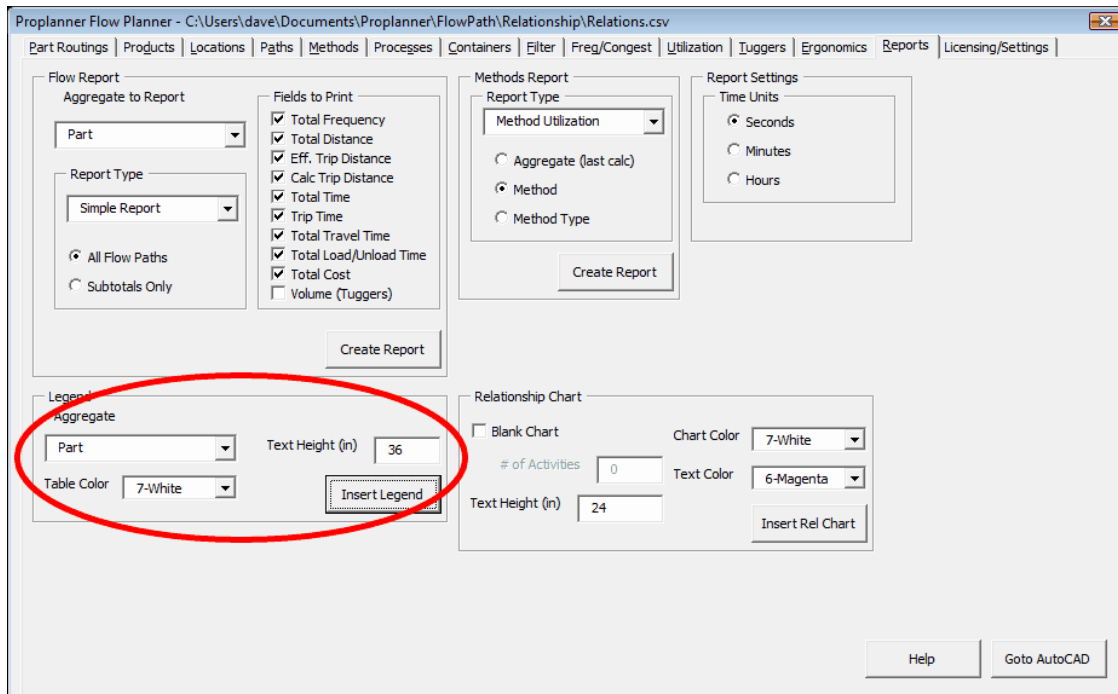 Proplanner Flow Planner - C:\Users\dave\Documents\Proplanner\FlowPath\Relationship\Relations.csv
Part Routings | Products | Locations | Paths | Methods | Processes | Containers | Filter | Freq/Congest | Utilization | Tuggers | Ergonomics | Reports | Licensing/Settings |
Flow Report
Aggregate to Report
Part
Report Type
Simple Report
All Flow Paths
Subtotals Only
Fields to Print
Total Frequency
Total Distance
Eff. Trip Distance
Calc Trip Distance
Total Time
Trip Time
Total Travel Time
Total Load/Unload Time
Total Cost
Volume (Tuggers)
Create Report
Methods Report
Report Type
Method Utilization
Aggregate (last calc)
Method
Method Type
Create Report
Report Settings
Time Units
Seconds
Minutes
Hours
Legend
Aggregate
Part
Text Height (in) 36
Table Color 7-White
Insert Legend
Relationship Chart
Blank Chart
# of Activities 0
Text Height (in) 24
Chart Color 7-White
Text Color 6-Magenta
Insert Rel Chart
Help
Goto AutoCAD